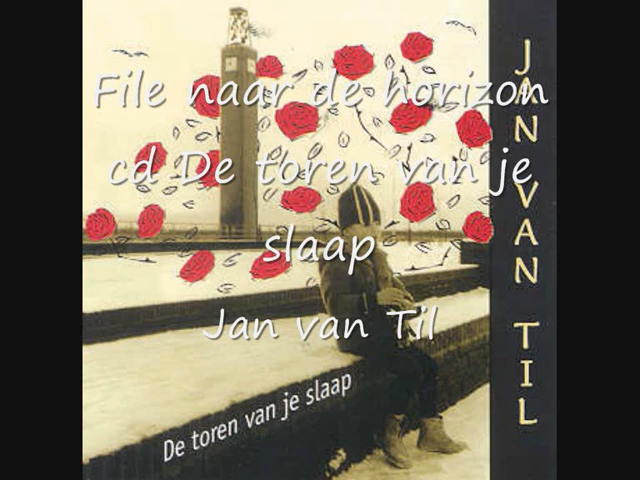 File naar de horizon
cd De toren van je
slaap
Jan van Til
De toren van je slaap
JAN VAN TIL